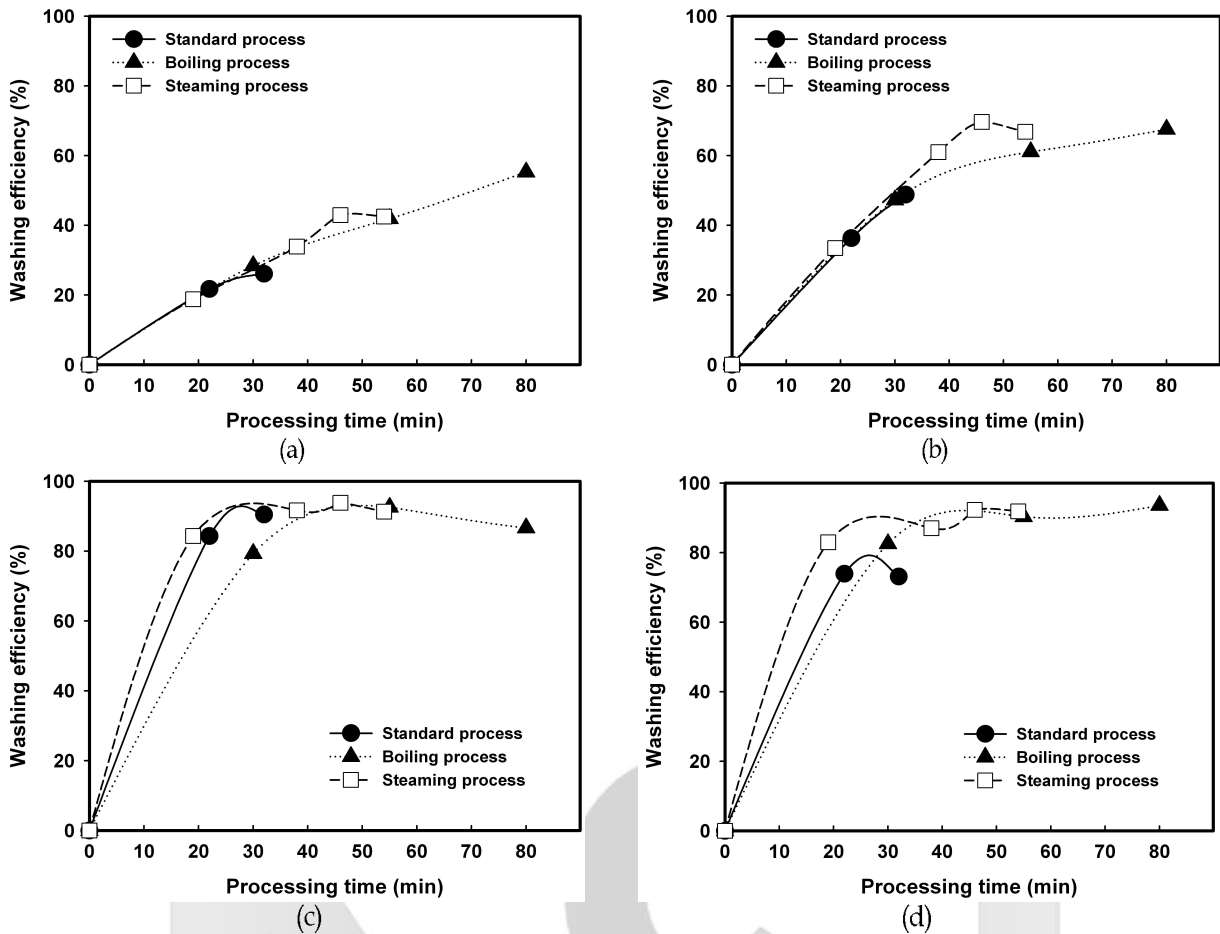 100
80
60
40
20
0
Washing efficiency (%)
Standard process
Boiling process
Steaming process
0 10 20 30 40 50 60 70 80
Processing time (min)
(a)
100
80
60
40
20
0
Washing efficiency (%)
Standard process
Boiling process
Steaming process
0 10 20 30 40 50 60 70 80
Processing time (min)
(b)
100
80
60
40
20
0
Washing efficiency (%)
Standard process
Boiling process
Steaming process
0 10 20 30 40 50 60 70 80
Processing time (min)
(c)
100
80
60
40
20
0
Washing efficiency (%)
Standard process
Boiling process
Steaming process
0 10 20 30 40 50 60 70 80
Processing time (min)
(d)